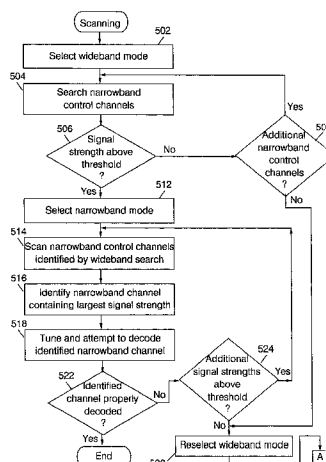 Scanning
502
Select wideband mode
504
Search narrowband
control channels
506
Signal
strength above
threshold
?
No
Yes
Additional
narrowband
control
channels
?
Yes
No
512
Select narrowband mode
514
Scan narrowband control channels
identified by wideband search
516
Identify narrowband channel
containing largest signal strength
518
Tune and attempt to decode
identified narrowband channel
522
Identified
channel properly
decoded
?
No
Yes
524
Additional
signal strengths
above
threshold
?
Yes
No
End
Reselect wideband mode
A